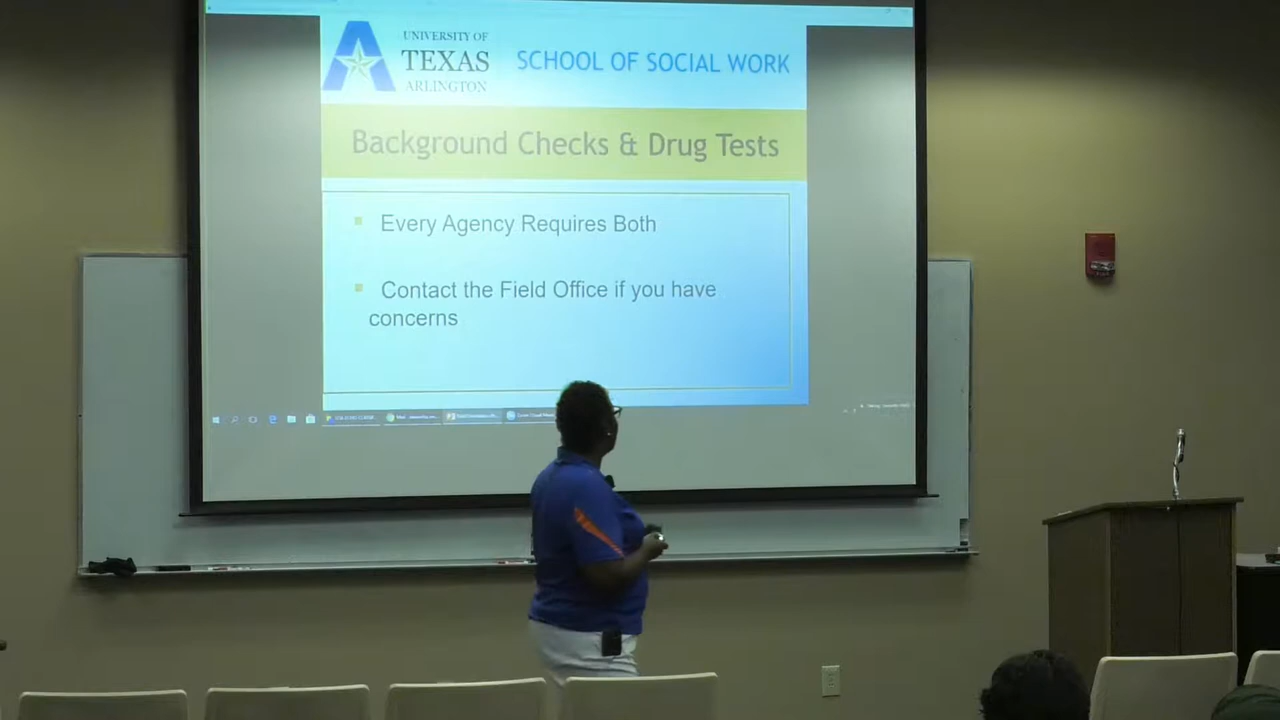 UNIVERSITY OF
TEXAS
ARLINGTON
SCHOOL OF SOCIAL WORK
Background Checks & Drug Tests
Every Agency Requires Both
Contact the Field Office if you have
concerns